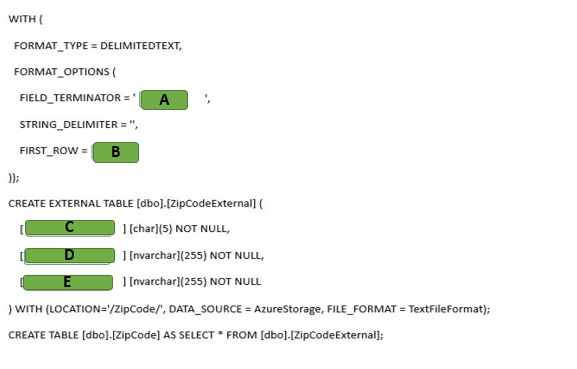 WITH (
FORMAT_TYPE = DELIMITEDTEXT,
FORMAT_OPTIONS (
FIELD_TERMINATOR = ' A ',
STRING_DELIMITER = '',
FIRST_ROW = B
));
CREATE EXTERNAL TABLE [dbo].[ZipCodeExternal] (
[ C ] [char](5) NOT NULL,
[ D ] [nvarchar](255) NOT NULL,
[ E ] [nvarchar](255) NOT NULL
) WITH (LOCATION='/ZipCode/', DATA_SOURCE = AzureStorage, FILE_FORMAT = TextFileFormat);
CREATE TABLE [dbo].[ZipCode] AS SELECT * FROM [dbo].[ZipCodeExternal];